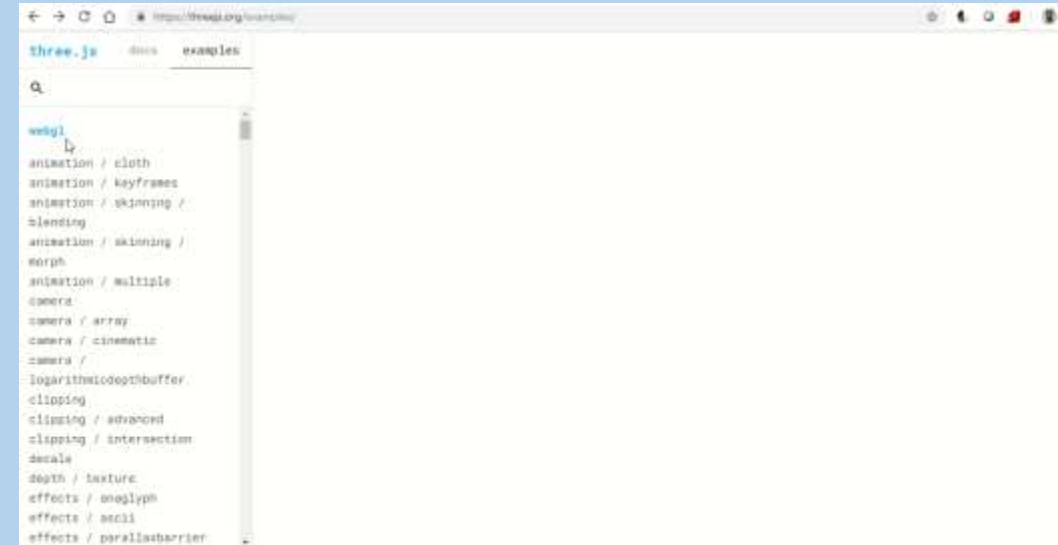 https://threejs.org/examples/
three.js docs examples
webgl
animation / cloth
animation / keyframes
animation / skinning /
blending
animation / skinning /
morph
animation / multiple
camera
camera / array
camera / cinematic
camera /
logarithmicdepthbuffer
clipping
clipping / advanced
clipping / intersection
decals
depth / texture
effects / anaglyph
effects / ascii
effects / parallaxbarrier